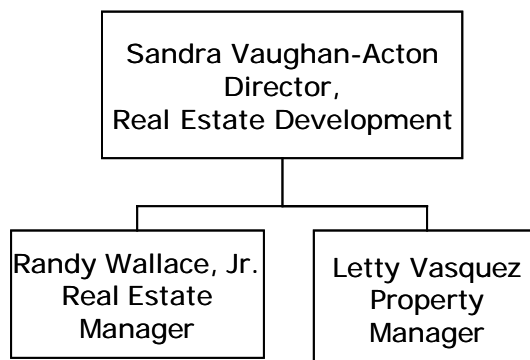 Sandra Vaughan-Acton
Director,
Real Estate Development
Randy Wallace, Jr.
Real Estate
Manager
Letty Vasquez
Property
Manager